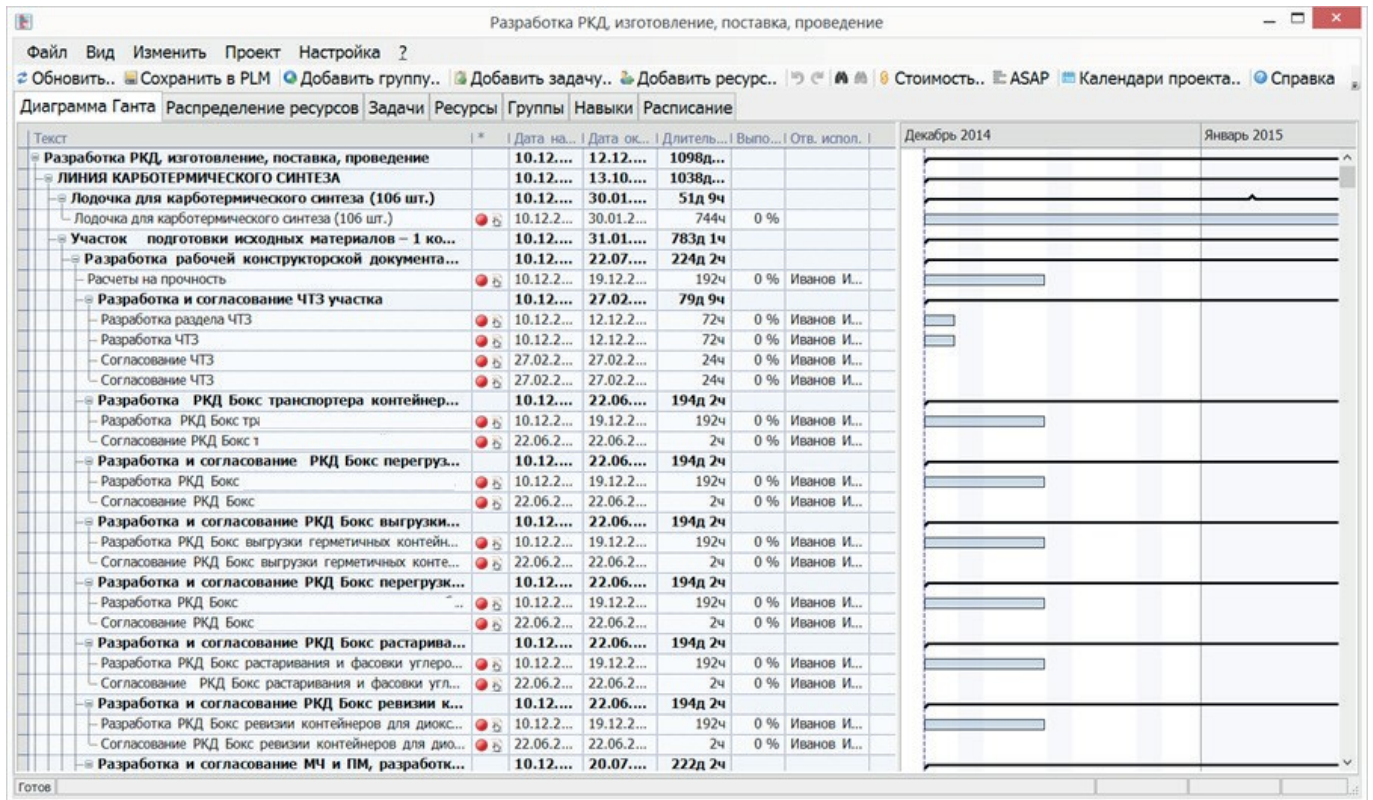 Разработка РКД, изготовление, поставка, проведение
Файл Вид Изменить Проект Настройка ?
Обновить.. Сохранить в PLM Добавить группу.. Добавить задачу.. Добавить ресурс.. Стоимость.. ASAP Календари проекта.. Справка
Диаграмма Ганта Распределение ресурсов Задачи Ресурсы Группы Навыки Расписание
Текст * Дата на... Дата ок... Длитель... Выпо... Отв. испол. Декабрь 2014 Январь 2015
Разработка РКД, изготовление, поставка, проведение 10.12.... 12.12.... 1098д...
ЛИНИЯ КАРБОТЕРМИЧЕСКОГО СИНТЕЗА 10.12.... 13.10.... 1038д...
Лодочка для карботермического синтеза (106 шт.) 10.12.... 30.01.... 51д 9ч
Лодочка для карботермического синтеза (106 шт.) 10.12.2... 30.01.2... 744ч 0 %
Участок подготовки исходных материалов – 1 ко... 10.12.... 31.01.... 783д 1ч
Разработка рабочей конструкторской документа... 10.12.... 22.07.... 224д 2ч
Расчеты на прочность 10.12.2... 19.12.2... 192ч 0 % Иванов И...
Разработка и согласование ЧТЗ участка 10.12.... 27.02.... 79д 9ч
Разработка раздела ЧТЗ 10.12.2... 12.12.2... 72ч 0 % Иванов И...
Разработка ЧТЗ 10.12.2... 12.12.2... 72ч 0 % Иванов И...
Согласование ЧТЗ 27.02.2... 27.02.2... 24ч 0 % Иванов И...
Согласование ЧТЗ 27.02.2... 27.02.2... 24ч 0 % Иванов И...
Разработка РКД Бокс транспортера контейнер... 10.12.... 22.06.... 194д 2ч
Разработка РКД Бокс тра 10.12.2... 19.12.2... 192ч 0 % Иванов И...
Согласование РКД Бокс т 22.06.2... 22.06.2... 2ч 0 % Иванов И...
Разработка и согласование РКД Бокс перегруз... 10.12.... 22.06.... 194д 2ч
Разработка РКД Бокс 10.12.2... 19.12.2... 192ч 0 % Иванов И...
Согласование РКД Бокс 22.06.2... 22.06.2... 2ч 0 % Иванов И...
Разработка и согласование РКД Бокс выгрузки... 10.12.... 22.06.... 194д 2ч
Разработка РКД Бокс выгрузки герметичных контейн... 10.12.2... 19.12.2... 192ч 0 % Иванов И...
Согласование РКД Бокс выгрузки герметичных конте... 22.06.2... 22.06.2... 2ч 0 % Иванов И...
Разработка и согласование РКД Бокс перегрузк... 10.12.... 22.06.... 194д 2ч
Разработка РКД Бокс ... 10.12.2... 19.12.2... 192ч 0 % Иванов И...
Согласование РКД Бокс 22.06.2... 22.06.2... 2ч 0 % Иванов И...
Разработка и согласование РКД Бокс растарива... 10.12.... 22.06.... 194д 2ч
Разработка РКД Бокс растаривания и фасовки углеро... 10.12.2... 19.12.2... 192ч 0 % Иванов И...
Согласование РКД Бокс растаривания и фасовки угл... 22.06.2... 22.06.2... 2ч 0 % Иванов И...
Разработка и согласование РКД Бокс ревизии к... 10.12.... 22.06.... 194д 2ч
Разработка РКД Бокс ревизии контейнеров для диокс... 10.12.2... 19.12.2... 192ч 0 % Иванов И...
Согласование РКД Бокс ревизии контейнеров для дио... 22.06.2... 22.06.2... 2ч 0 % Иванов И...
Разработка и согласование МЧ и ПМ, разработк... 10.12.... 20.07.... 222д 2ч
Готов